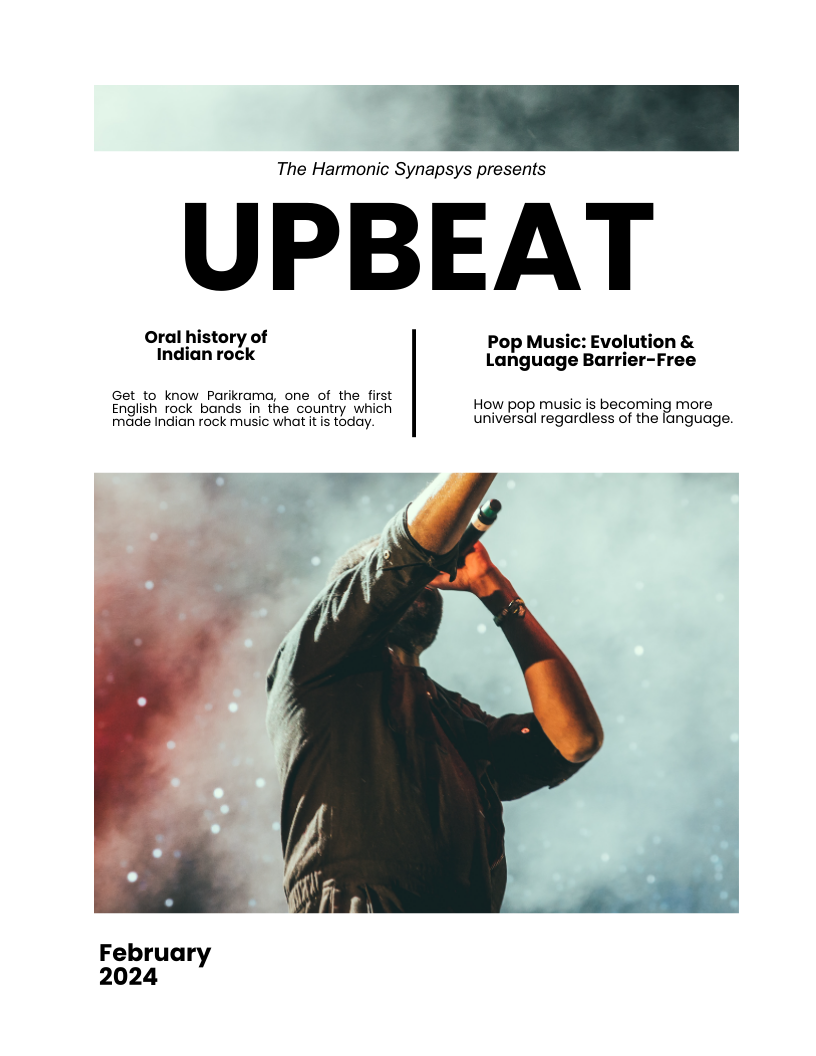 The Harmonic Synapsys presents
UPBEAT
Oral history of
Indian rock
Get to know Parikrama, one of the first
English rock bands in the country which
made Indian rock music what it is today.
Pop Music: Evolution &
Language Barrier-Free
How pop music is becoming more
universal regardless of the language.
February
2024